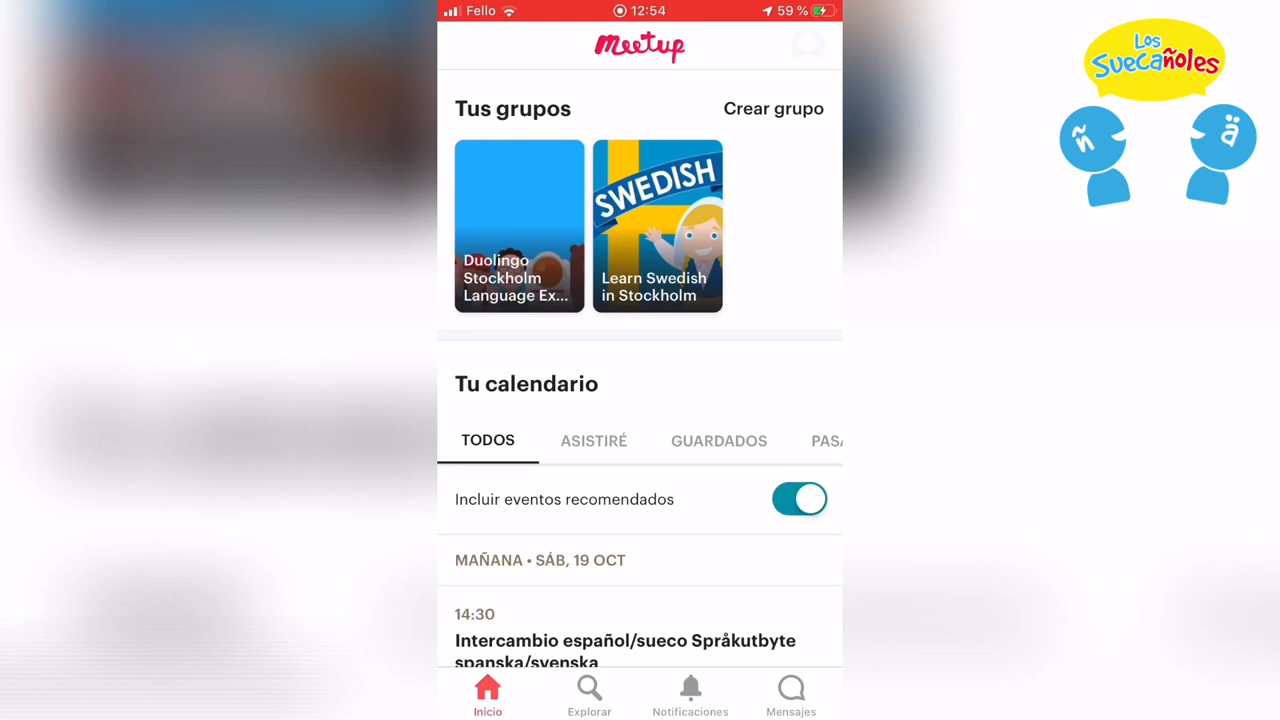 Fello
12:54
59 %
Meetup
Los
Suecañoles
ñ
ä
Tus grupos
Crear grupo
SWEDISH
Duolingo
Stockholm
Language Ex...
Learn Swedish
in Stockholm
Tu calendario
TODOS
ASISTIRÉ
GUARDADOS
PASA
Incluir eventos recomendados
MAÑANA • SÁB, 19 OCT
14:30
Intercambio español/sueco Språkutbyte
spanska/svenska
Inicio
Explorar
Notificaciones
Mensajes